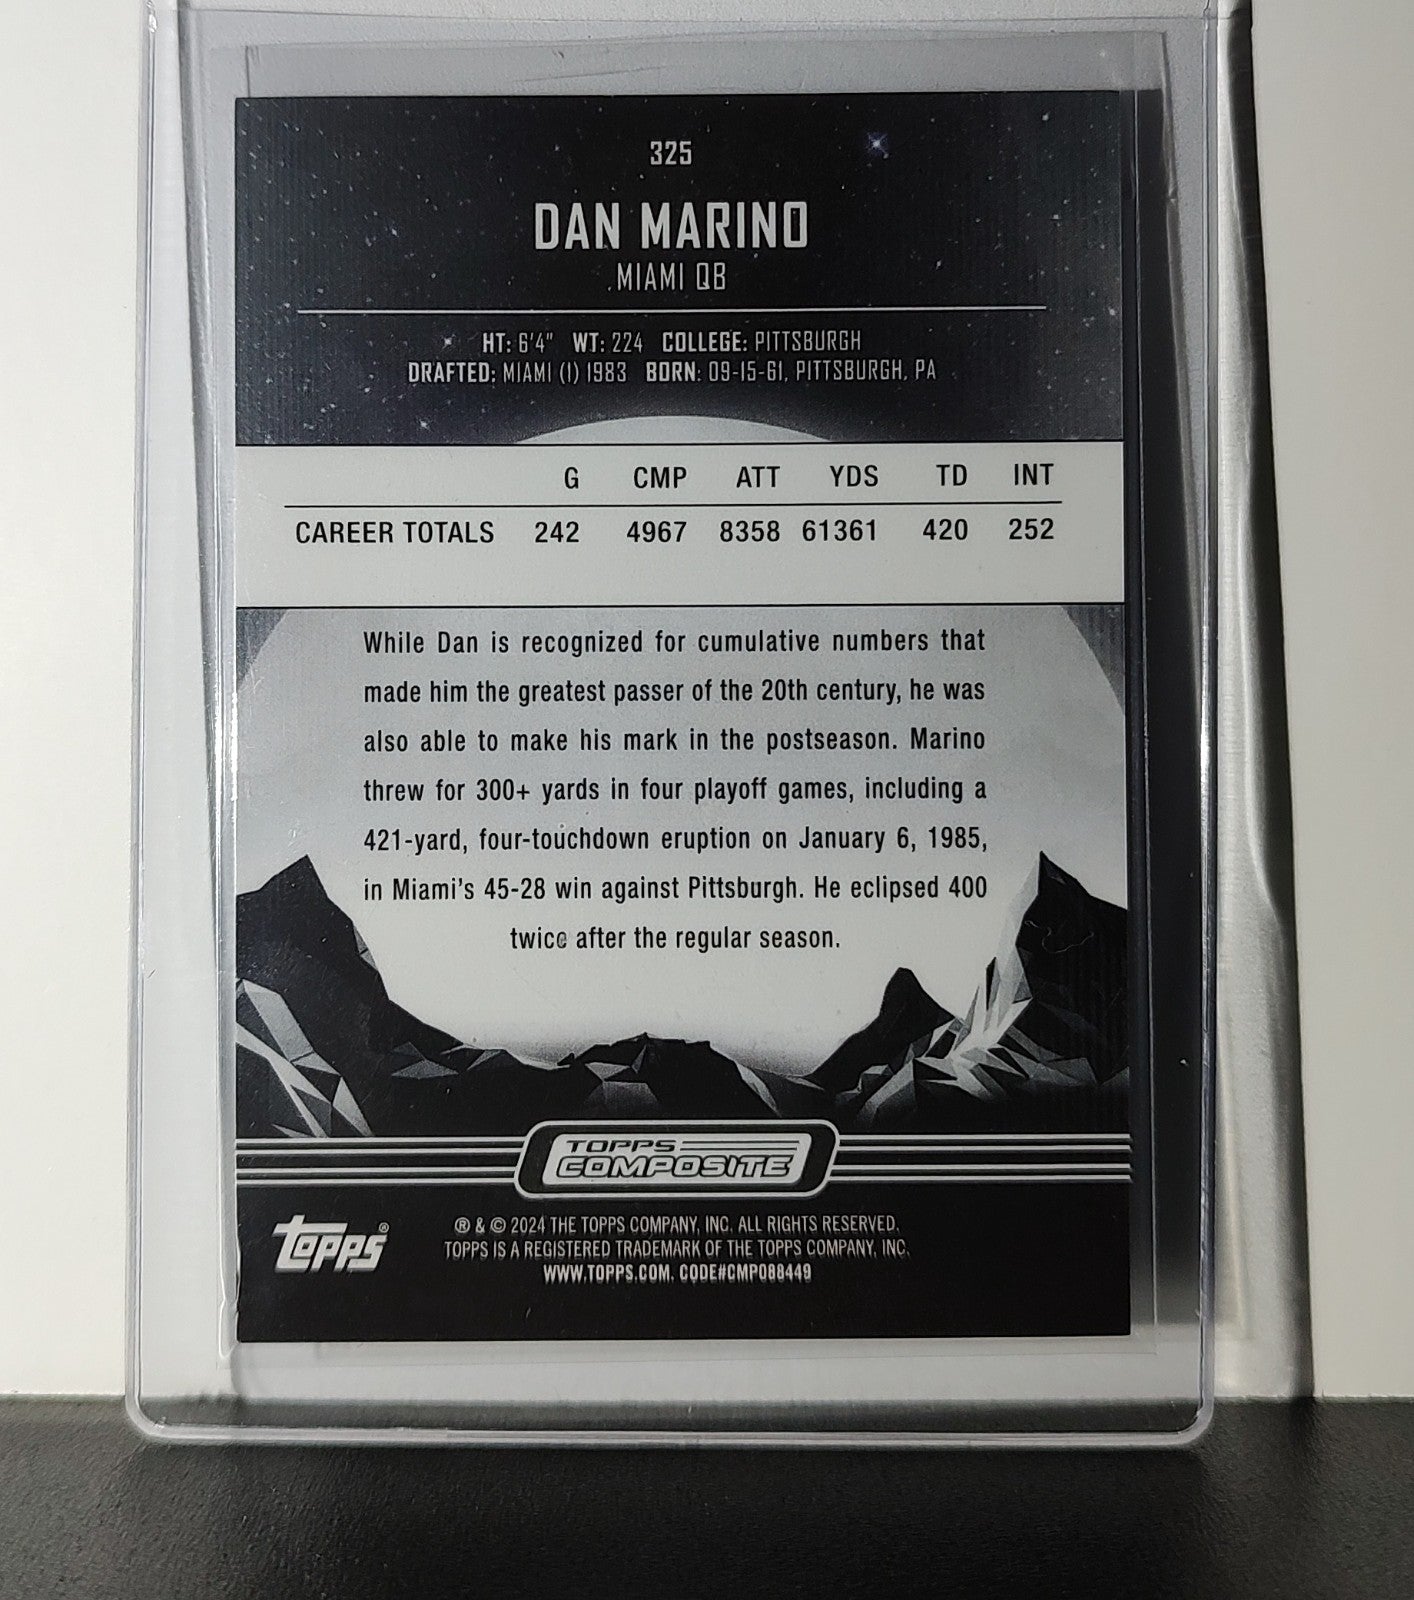 325
DAN MARINO
MIAMI QB
HT: 6'4" WT: 224 COLLEGE: PITTSBURGH
DRAFTED: MIAMI (1) 1983 BORN: 09-15-61, PITTSBURGH, PA
G CMP ATT YDS TD INT
CAREER TOTALS 242 4967 8358 61361 420 252
While Dan is recognized for cumulative numbers that
made him the greatest passer of the 20th century, he was
also able to make his mark in the postseason. Marino
threw for 300+ yards in four playoff games, including a
421-yard, four-touchdown eruption on January 6, 1985,
in Miami's 45-28 win against Pittsburgh. He eclipsed 400
twice after the regular season.
TOPPS
COMPOSITE
topps®
® & © 2024 THE TOPPS COMPANY, INC. ALL RIGHTS RESERVED.
TOPPS IS A REGISTERED TRADEMARK OF THE TOPPS COMPANY, INC.
WWW.TOPPS.COM. CODE#CMP088449